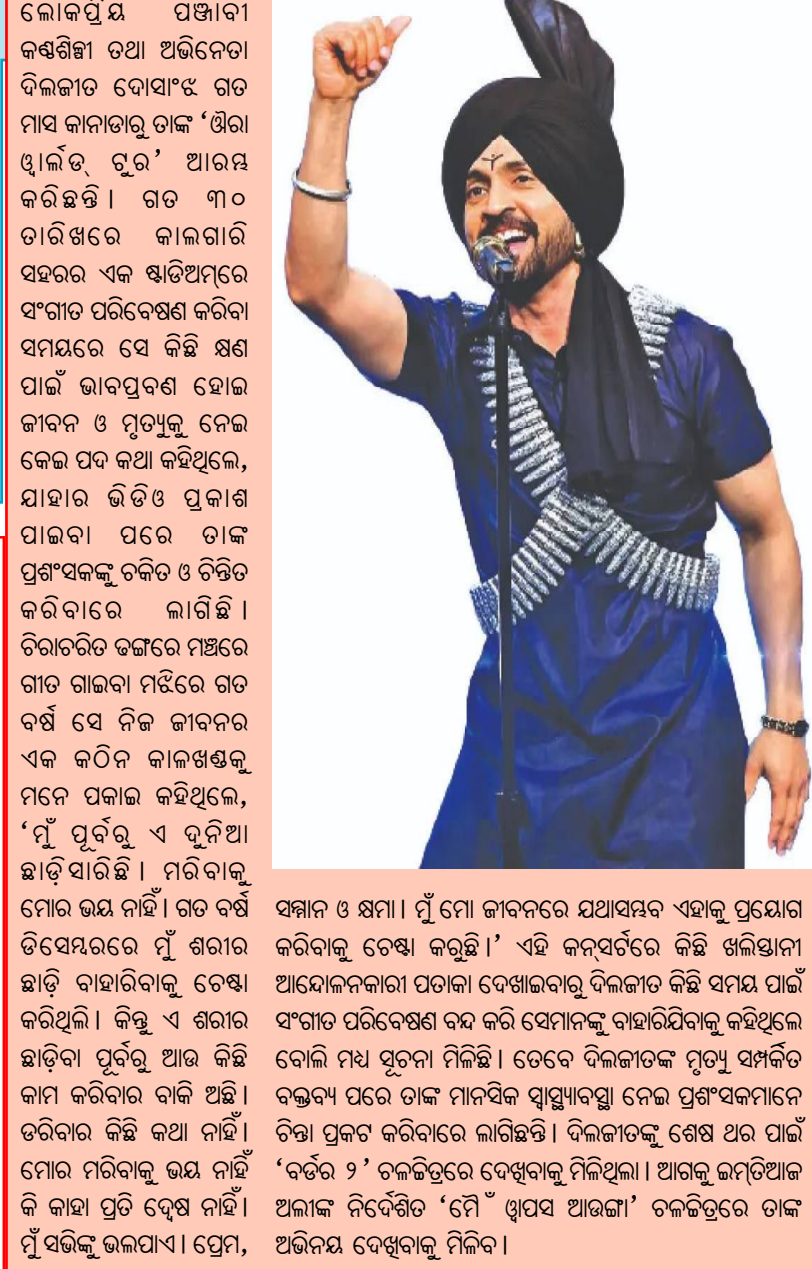 ଲୋକପ୍ରିୟ ପଞ୍ଜାବୀ
କଣ୍ଠଶିଳ୍ପୀ ତଥା ଅଭିନେତା
ଦିଲଜୀତ ଦୋସାଂଝ ଗତ
ମାସ କାନାଡାରୁ ତାଙ୍କ ‘ଔରା
ୱାର୍ଲଡ୍ ଟୁର’ ଆରମ୍ଭ
କରିଛନ୍ତି। ଗତ ୩୦
ତାରିଖରେ କାଲଗାରି
ସହରର ଏକ ଷ୍ଟାଡିଅମ୍‌ରେ
ସଂଗୀତ ପରିବେଷଣ କରିବା
ସମୟରେ ସେ କିଛି କ୍ଷଣ
ପାଇଁ ଭାବପ୍ରବଣ ହୋଇ
ଜୀବନ ଓ ମୃତ୍ୟୁକୁ ନେଇ
କେଇ ପଦ କଥା କହିଥିଲେ,
ଯାହାର ଭିଡିଓ ପ୍ରକାଶ
ପାଇବା ପରେ ତାଙ୍କ
ପ୍ରଶଂସକଙ୍କୁ ଚକିତ ଓ ଚିନ୍ତିତ
କରିବାରେ ଲାଗିଛି।
ଚିରାଚରିତ ଢଙ୍ଗରେ ମଞ୍ଚରେ
ଗୀତ ଗାଇବା ମଝିରେ ଗତ
ବର୍ଷ ସେ ନିଜ ଜୀବନର
ଏକ କଠିନ କାଳଖଣ୍ଡକୁ
ମନେ ପକାଇ କହିଥିଲେ,
‘ମୁଁ ପୂର୍ବରୁ ଏ ଦୁନିଆ
ଛାଡ଼ିସାରିଛି। ମରିବାକୁ
ମୋର ଭୟ ନାହିଁ। ଗତ ବର୍ଷ
ଡିସେମ୍ବରରେ ମୁଁ ଶରୀର
ଛାଡ଼ି ବାହାରିବାକୁ ଚେଷ୍ଟା
କରିଥିଲି। କିନ୍ତୁ ଏ ଶରୀର
ଛାଡ଼ିବା ପୂର୍ବରୁ ଆଉ କିଛି
କାମ କରିବାର ବାକି ଅଛି।
ଡରିବାର କିଛି କଥା ନାହିଁ।
ମୋର ମରିବାକୁ ଭୟ ନାହିଁ
କି କାହା ପ୍ରତି ଦ୍ୱେଷ ନାହିଁ।
ମୁଁ ସଭିଙ୍କୁ ଭଲପାଏ। ପ୍ରେମ,
ସମ୍ମାନ ଓ କ୍ଷମା। ମୁଁ ମୋ ଜୀବନରେ ଯଥାସମ୍ଭବ ଏହାକୁ ପ୍ରୟୋଗ
କରିବାକୁ ଚେଷ୍ଟା କରୁଛି।’ ଏହି କନ୍‌ସର୍ଟରେ କିଛି ଖଲିସ୍ତାନୀ
ଆନ୍ଦୋଳନକାରୀ ପତାକା ଦେଖାଇବାରୁ ଦିଲଜୀତ କିଛି ସମୟ ପାଇଁ
ସଂଗୀତ ପରିବେଷଣ ବନ୍ଦ କରି ସେମାନଙ୍କୁ ବାହାରିଯିବାକୁ କହିଥିଲେ
ବୋଲି ମଧ୍ୟ ସୂଚନା ମିଳିଛି। ତେବେ ଦିଲଜୀତଙ୍କ ମୃତ୍ୟୁ ସମ୍ପର୍କିତ
ବକ୍ତବ୍ୟ ପରେ ତାଙ୍କ ମାନସିକ ସ୍ୱାସ୍ଥ୍ୟାବସ୍ଥା ନେଇ ପ୍ରଶଂସକମାନେ
ଚିନ୍ତା ପ୍ରକଟ କରିବାରେ ଲାଗିଛନ୍ତି। ଦିଲଜୀତଙ୍କୁ ଶେଷ ଥର ପାଇଁ
‘ବର୍ଡର ୨’ ଚଳଚ୍ଚିତ୍ରରେ ଦେଖିବାକୁ ମିଳିଥିଲା। ଆଗକୁ ଇମ୍‌ତିଆଜ
ଅଲୀଙ୍କ ନିର୍ଦେଶିତ ‘ମୈଁ ୱାପସ ଆଉଙ୍ଗା’ ଚଳଚ୍ଚିତ୍ରରେ ତାଙ୍କ
ଅଭିନୟ ଦେଖିବାକୁ ମିଳିବ।